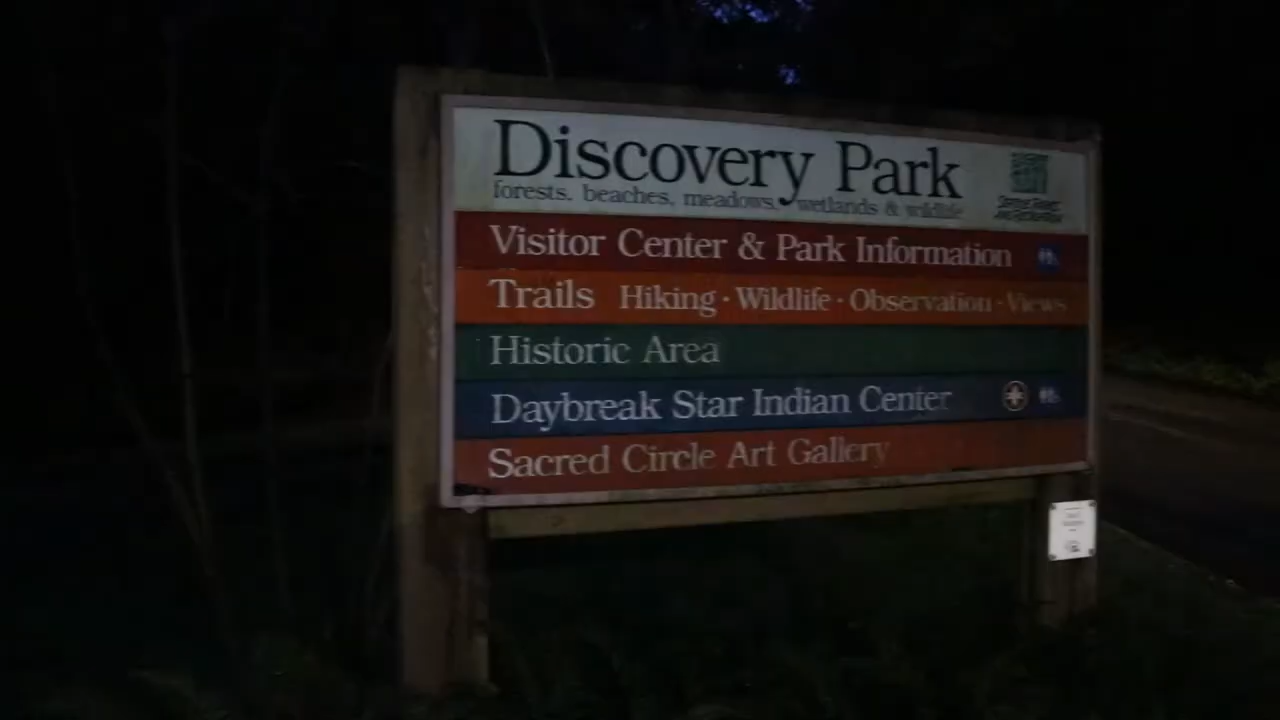 Discovery Park
forests, beaches, meadows, wetlands & wildlife
Visitor Center & Park Information
Trails Hiking · Wildlife · Observation · Views
Historic Area
Daybreak Star Indian Center
Sacred Circle Art Gallery